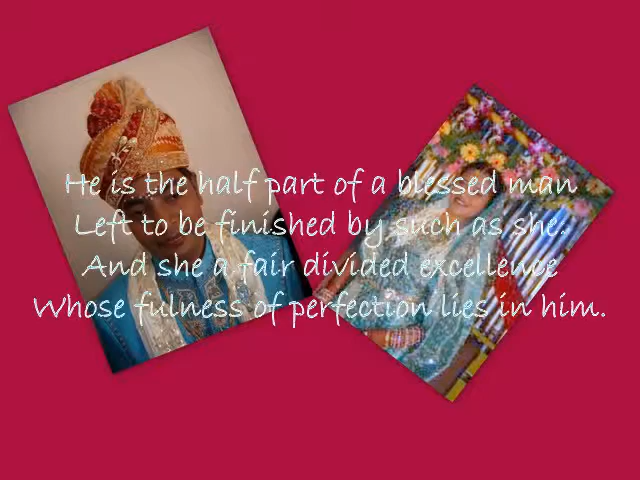 He is the half part of a blessed man
Left to be finished by such as she:
And she a fair divided excellence
Whose fulness of perfection lies in him.